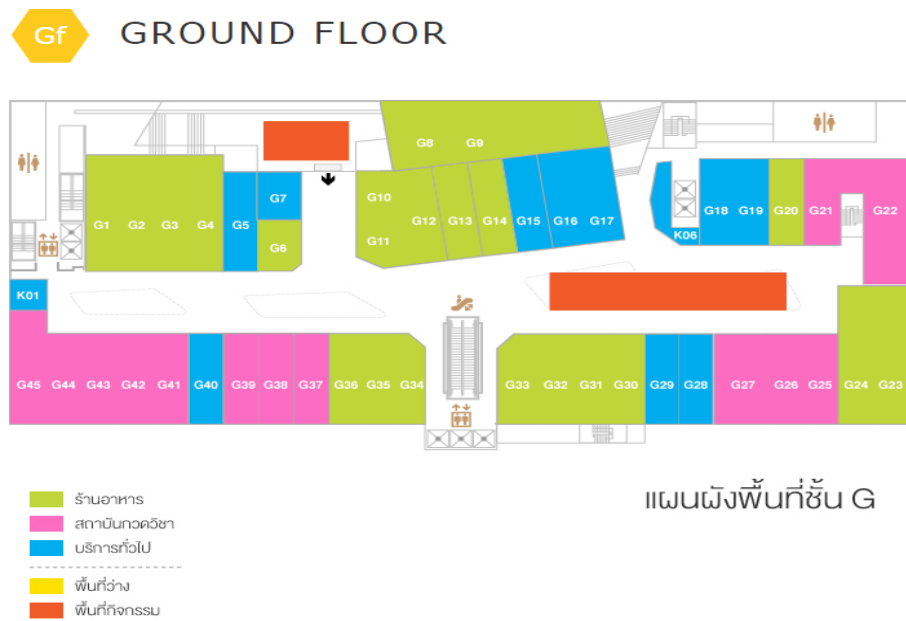 Gf GROUND FLOOR
G8 G9
G10
G7
G1 G2 G3 G4 G5 G12 G13 G14 G15 G16 G17 G18 G19 G20 G21 G22
K06
G11 G6
K01
G45 G44 G43 G42 G41 G40 G39 G38 G37 G36 G35 G34 G33 G32 G31 G30 G29 G28 G27 G26 G25 G24 G23
แผนผังพื้นที่ชั้น G
ร้านอาหาร
สถาบันกวดวิชา
บริการทั่วไป
พื้นที่ว่าง
พื้นที่กิจกรรม